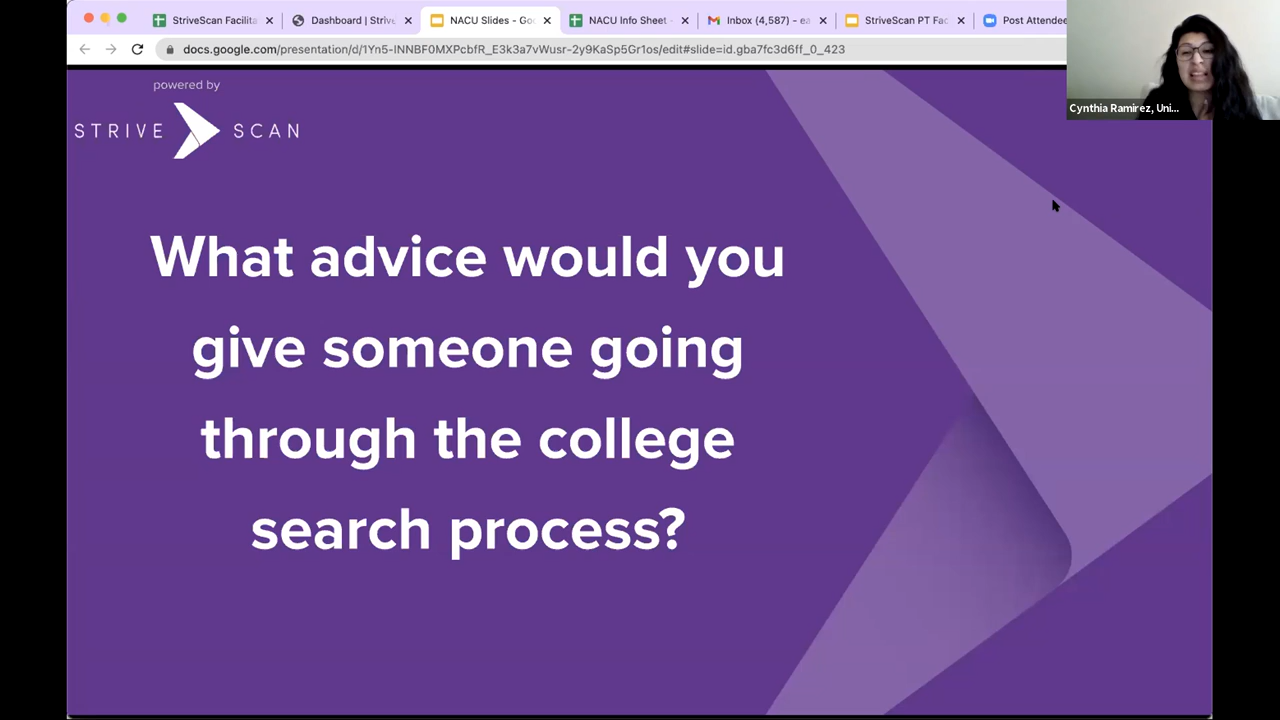 StriveScan Facilita
Dashboard | Strive
NACU Slides - Goo
NACU Info Sheet -
Inbox (4,587) - ea
StriveScan PT Fac
Post Attendee
docs.google.com/presentation/d/1Yn5-INNBF0MXPcbfR_E3k3a7vWusr-2y9KaSp5Gr1os/edit#slide=id.gba7fc3d6ff_0_423
Cynthia Ramirez, Uni...
powered by
STRIVE SCAN
What advice would you
give someone going
through the college
search process?